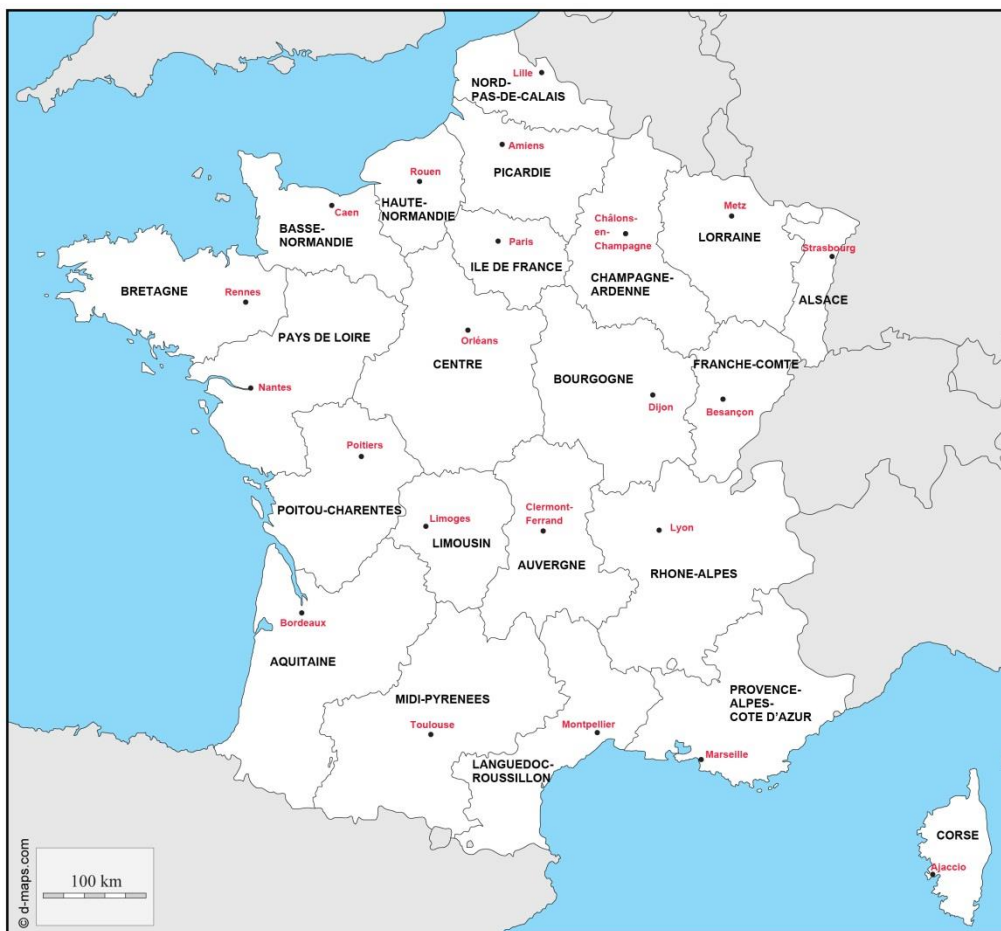 Lille
NORD-
PAS-DE-CALAIS
Amiens
PICARDIE
Rouen
HAUTE-
NORMANDIE
Caen
BASSE-
NORMANDIE
Paris
ILE DE FRANCE
Châlons-
en-
Champagne
CHAMPAGNE-
ARDENNE
Metz
LORRAINE
Strasbourg
ALSACE
BRETAGNE
Rennes
PAYS DE LOIRE
Nantes
Orléans
CENTRE
BOURGOGNE
Dijon
FRANCHE-COMTE
Besançon
Poitiers
POITOU-CHARENTES
Limoges
LIMOUSIN
Clermont-
Ferrand
AUVERGNE
Lyon
RHONE-ALPES
Bordeaux
AQUITAINE
MIDI-PYRENEES
Toulouse
Montpellier
LANGUEDOC-
ROUSSILLON
PROVENCE-
ALPES-
COTE D'AZUR
Marseille
CORSE
Ajaccio
100 km
© d-maps.com